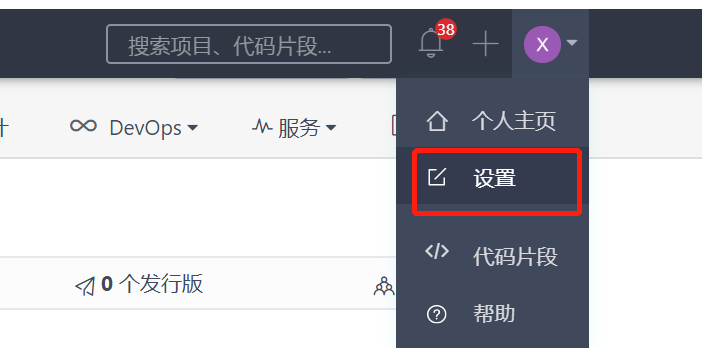 搜索项目、代码片段...
38
X
个人主页
DevOps
服务
设置
代码片段
0 个发行版
帮助